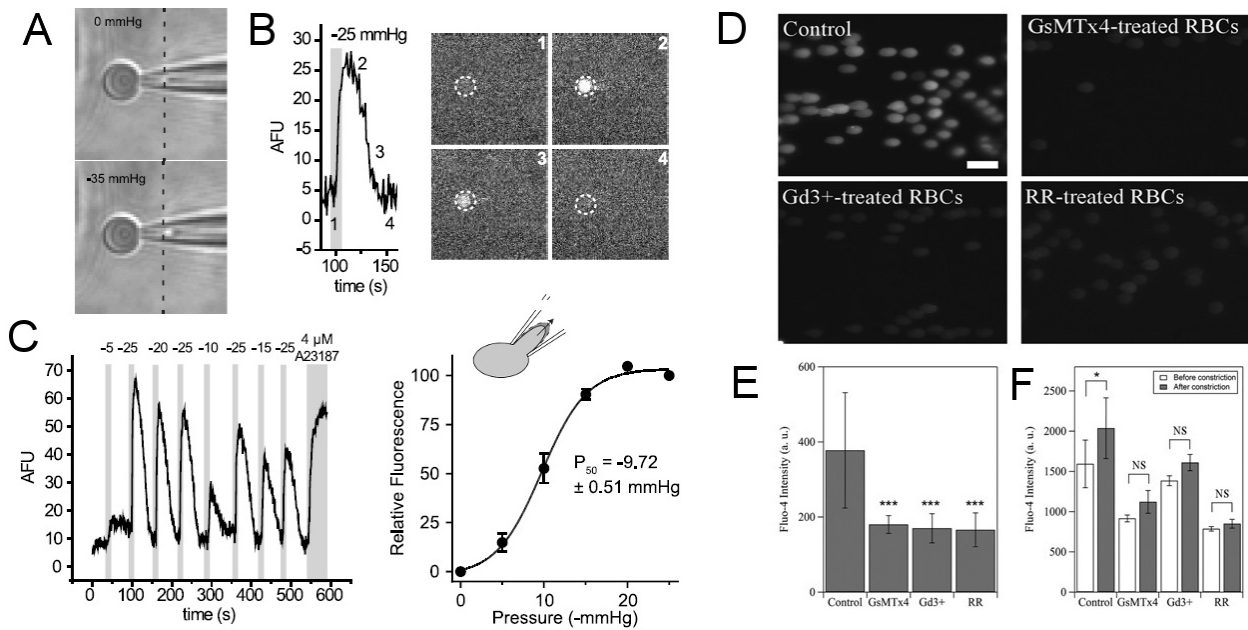 A
0 mmHg
-35 mmHg
B
-25 mmHg
30
25
20
15
10
5
0
-5
AFU
1
2
3
4
100
150
time (s)
1
2
3
4
C
-5
-25
-20
-25
-10
-25
-15
-25
4 µM
A23187
70
60
50
40
30
20
10
0
AFU
0
100
200
300
400
500
600
time (s)
100
75
50
25
0
Relative Fluorescence
P50 = -9.72
± 0.51 mmHg
0
10
20
Pressure (-mmHg)
D
Control
GsMTx4-treated RBCs
Gd3+-treated RBCs
RR-treated RBCs
E
600
400
200
0
Fluo-4 Intensity (a. u.)
***
***
***
Control
GsMTx4
Gd3+
RR
F
Before constriction
After constriction
2500
2000
1500
1000
500
0
Fluo-4 Intensity (a. u.)
*
NS
NS
NS
Control
GsMTx4
Gd3+
RR